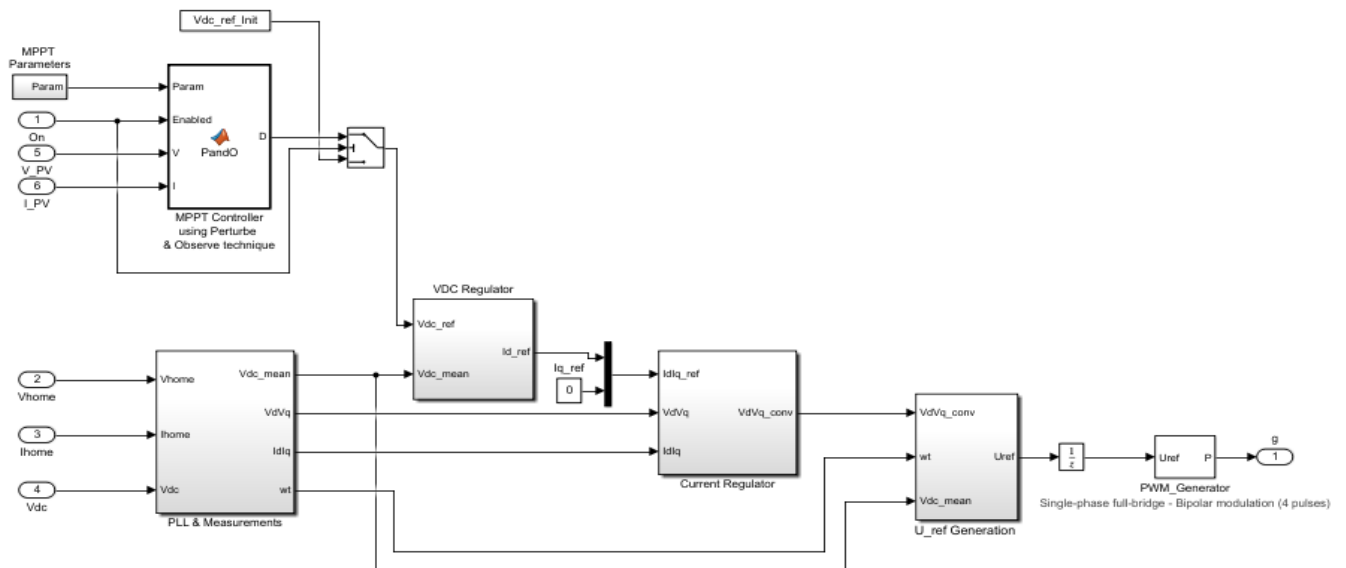 Vdc_ref_Init
MPPT
Parameters
Param
Param
1
On
Enabled
D
5
V_PV
V
PandO
6
I_PV
I
MPPT Controller
using Perturbe
& Observe technique
VDC Regulator
Vdc_ref
Id_ref
Vdc_mean
Iq_ref
0
2
Vhome
Vhome
Vdc_mean
VdVq
3
Ihome
Ihome
IdIq
4
Vdc
Vdc
wt
PLL & Measurements
IdIq_ref
VdVq
VdVq_conv
IdIq
Current Regulator
VdVq_conv
wt
Uref
Vdc_mean
U_ref Generation
1
z
Uref
P
PWM_Generator
g
1
Single-phase full-bridge - Bipolar modulation (4 pulses)